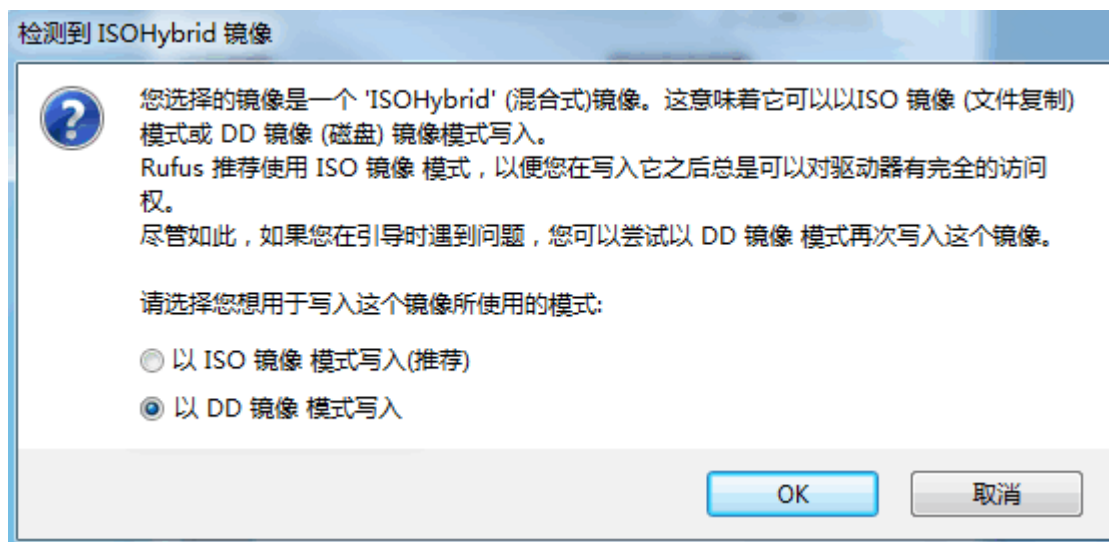 检测到 ISOHybrid 镜像
您选择的镜像是一个 'ISOHybrid' (混合式)镜像。这意味着它可以以ISO 镜像 (文件复制)
模式或 DD 镜像 (磁盘) 镜像模式写入。
Rufus 推荐使用 ISO 镜像 模式，以便您在写入它之后总是可以对驱动器有完全的访问
权。
尽管如此，如果您在引导时遇到问题，您可以尝试以 DD 镜像 模式再次写入这个镜像。
请选择您想用于写入这个镜像所使用的模式:
以 ISO 镜像 模式写入(推荐)
以 DD 镜像 模式写入
OK
取消